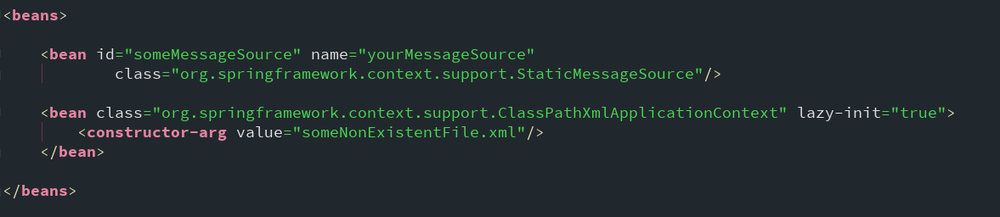 <beans>
<bean id="someMessageSource" name="yourMessageSource"
class="org.springframework.context.support.StaticMessageSource"/>
<bean class="org.springframework.context.support.ClassPathXmlApplicationContext" lazy-init="true">
<constructor-arg value="someNonExistentFile.xml"/>
</bean>
</beans>